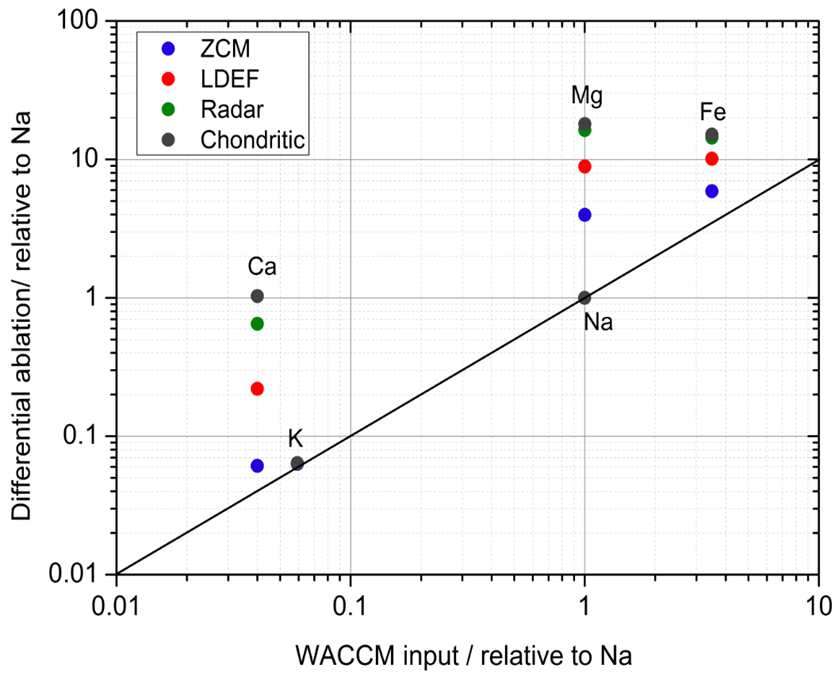 100
ZCM
LDEF
Radar
Chondritic
Mg
Fe
10
Ca
1
Na
K
0.1
0.01
0.01
0.1
1
10
Differential ablation/ relative to Na
WACCM input / relative to Na